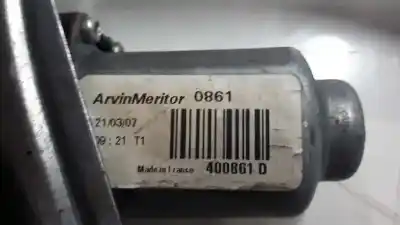 ArvinMeritor 0861
21/03/07
09:21 T1
Made in France 400861 D